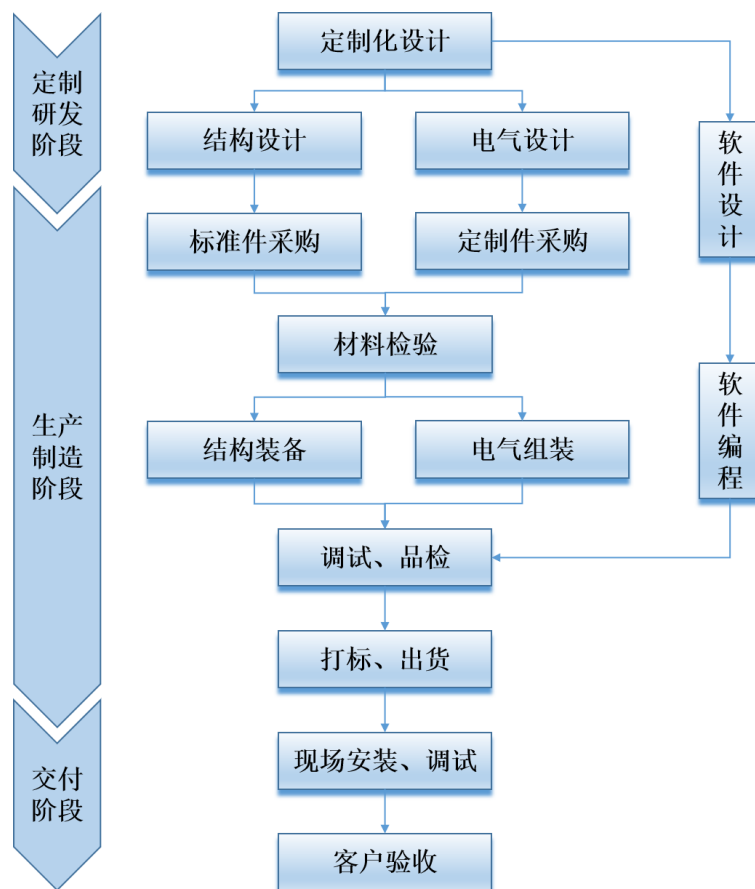 定制化设计
定制
研发
阶段
结构设计
电气设计
软
件
设
计
标准件采购
定制件采购
材料检验
生产
制造
阶段
结构装备
电气组装
软
件
编
程
调试、品检
打标、出货
现场安装、调试
交付
阶段
客户验收